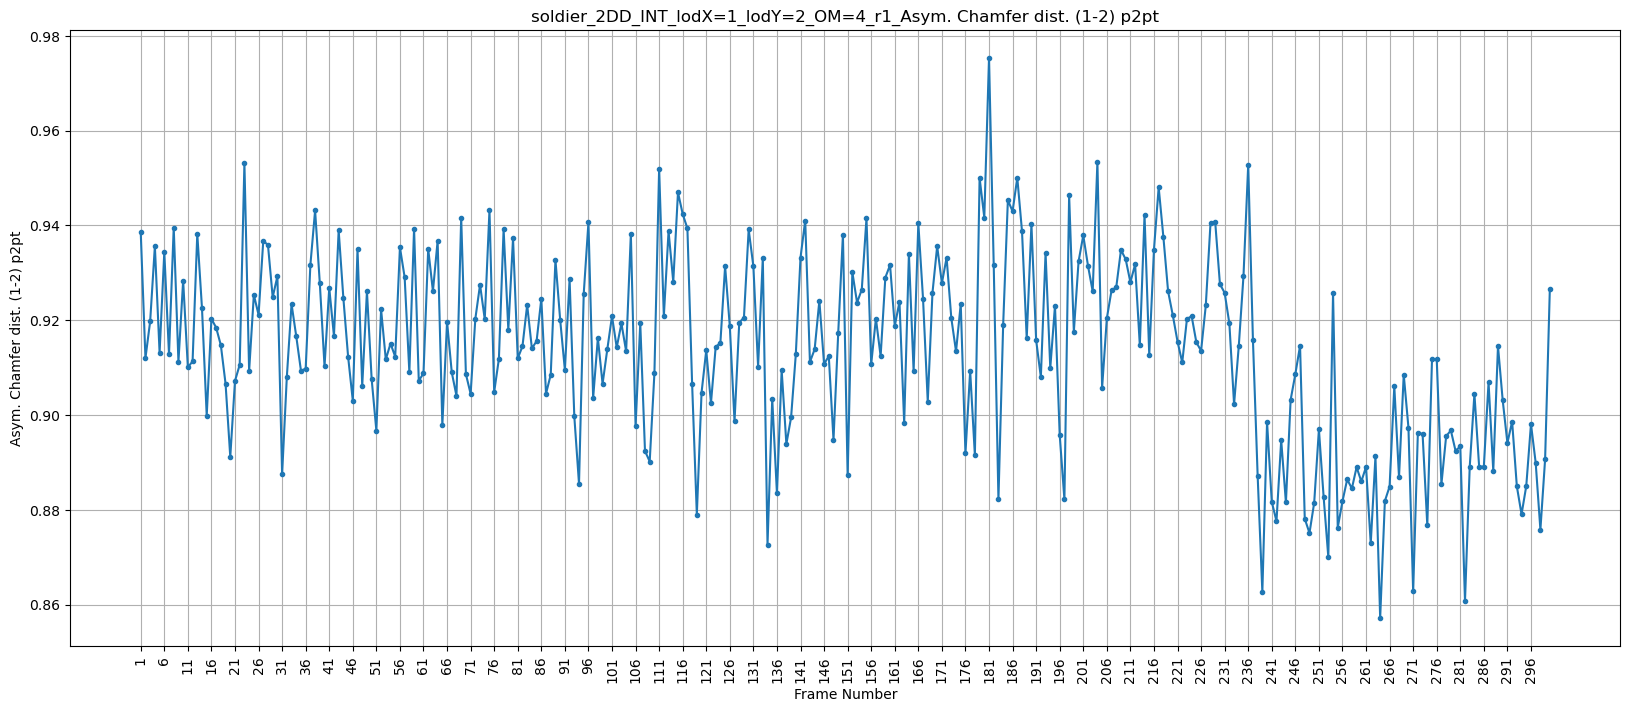 soldier_2DD_INT_lodX=1_lodY=2_OM=4_r1_Asym. Chamfer dist. (1-2) p2pt
0.98
0.96
0.94
0.92
0.90
0.88
0.86
Asym. Chamfer dist. (1-2) p2pt
1 6 11 16 21 26 31 36 41 46 51 56 61 66 71 76 81 86 91 96 101 106 111 116 121 126 131 136 141 146 151 156 161 166 171 176 181 186 191 196 201 206 211 216 221 226 231 236 241 246 251 256 261 266 271 276 281 286 291 296
Frame Number